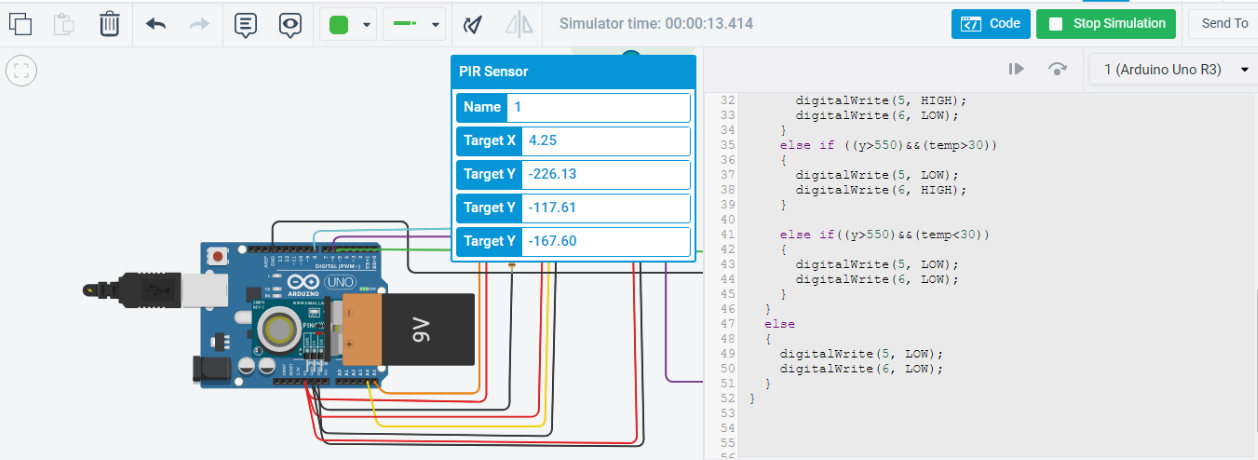 Simulator time: 00:00:13.414
Code
Stop Simulation
Send To
PIR Sensor
Name 1
Target X 4.25
Target Y -226.13
Target Y -117.61
Target Y -167.60
1 (Arduino Uno R3)
32 digitalWrite(5, HIGH);
33 digitalWrite(6, LOW);
34 }
35 else if ((y>550)&&(temp>30))
36 {
37 digitalWrite(5, LOW);
38 digitalWrite(6, HIGH);
39 }
40
41 else if((y>550)&&(temp<30))
42 {
43 digitalWrite(5, LOW);
44 digitalWrite(6, LOW);
45 }
46 }
47 else
48 {
49 digitalWrite(5, LOW);
50 digitalWrite(6, LOW);
51 }
52 }
53
54
55
56
DIGITAL (PWM~)
UNO
ARDUINO
9V